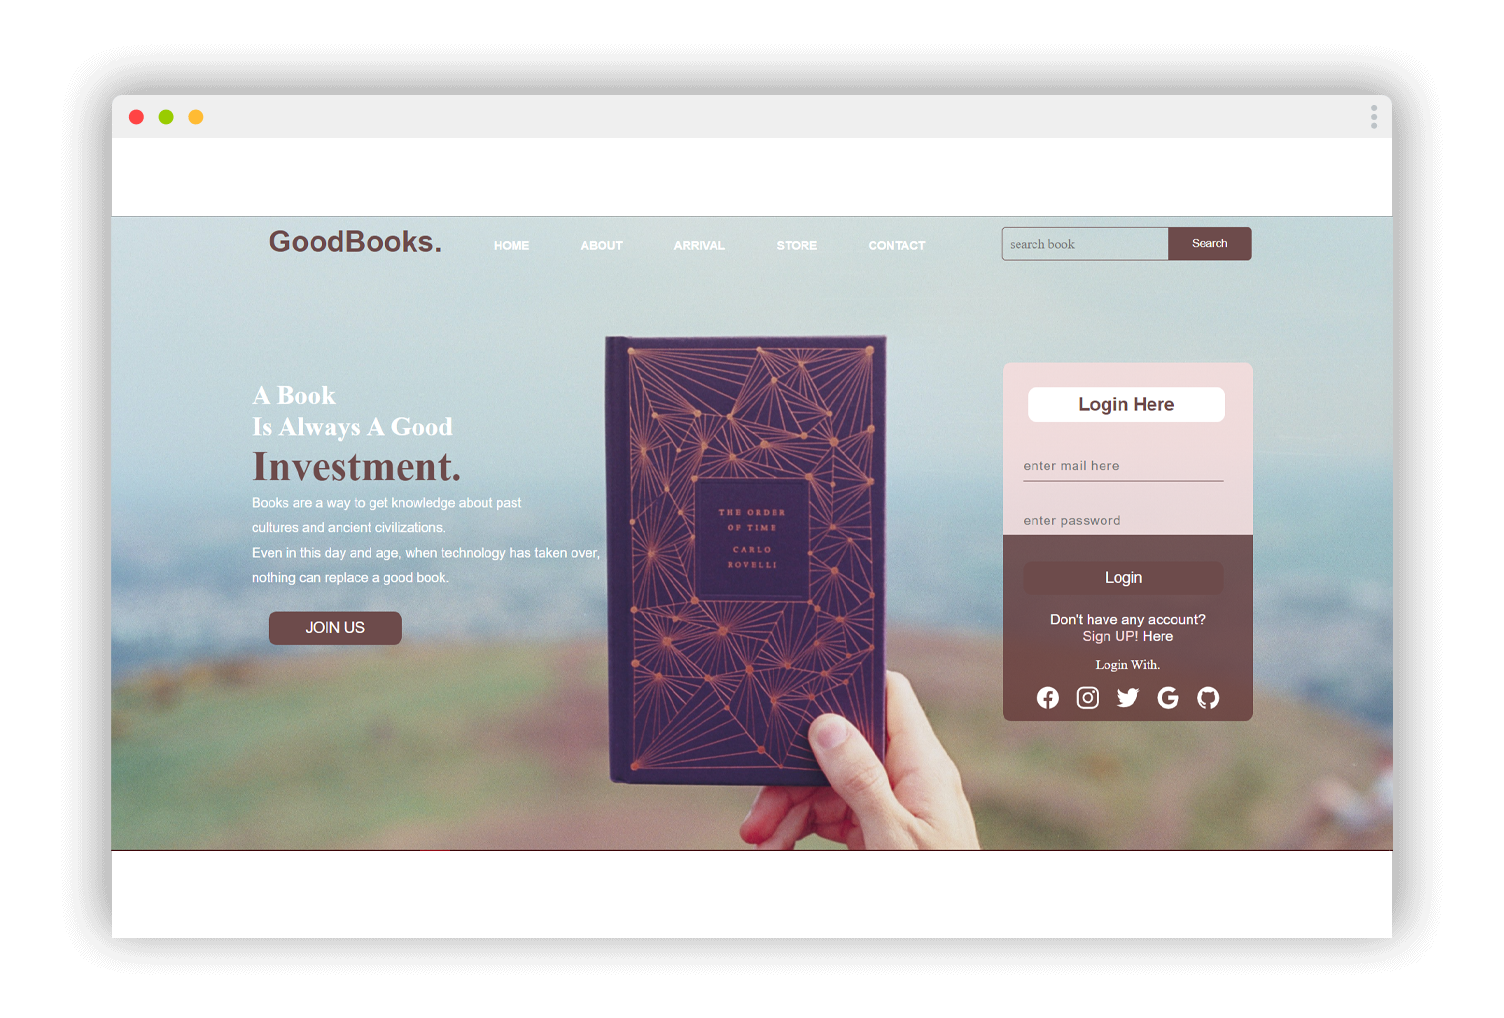 GoodBooks.
HOME
ABOUT
ARRIVAL
STORE
CONTACT
search book
Search
A Book
Is Always A Good
Investment.
Books are a way to get knowledge about past
cultures and ancient civilizations.
Even in this day and age, when technology has taken over,
nothing can replace a good book.
JOIN US
THE ORDER
OF TIME
CARLO
ROVELLI
Login Here
enter mail here
enter password
Login
Don't have any account?
Sign UP! Here
Login With.